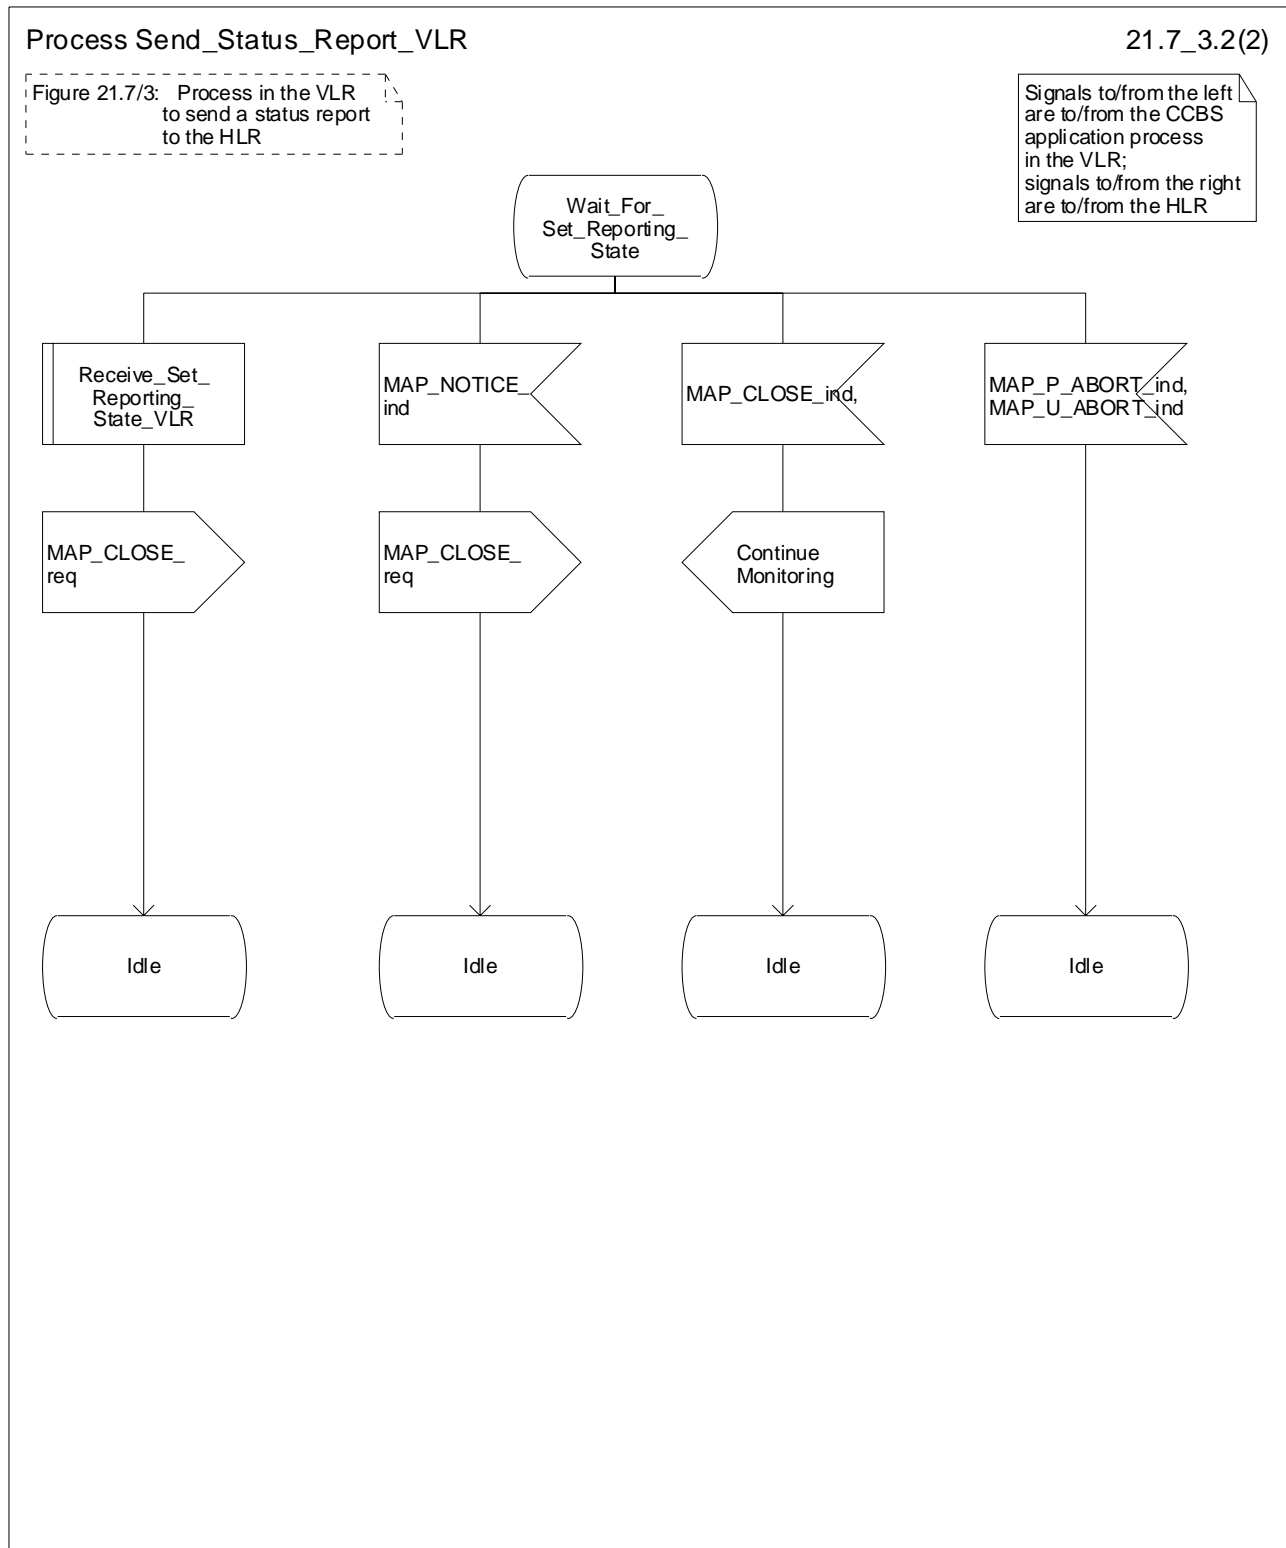 Process Send_Status_Report_VLR
21.7_3.2(2)
Figure 21.7/3: Process in the VLR
to send a status report
to the HLR
Signals to/from the left
are to/from the CCBS
application process
in the VLR;
signals to/from the right
are to/from the HLR
Wait_For_
Set_Reporting_
State
Receive_Set_
Reporting_
State_VLR
MAP_NOTICE_
ind
MAP_CLOSE_ind,
MAP_P_ABORT_ind,
MAP_U_ABORT_ind
MAP_CLOSE_
req
MAP_CLOSE_
req
Continue
Monitoring
Idle
Idle
Idle
Idle